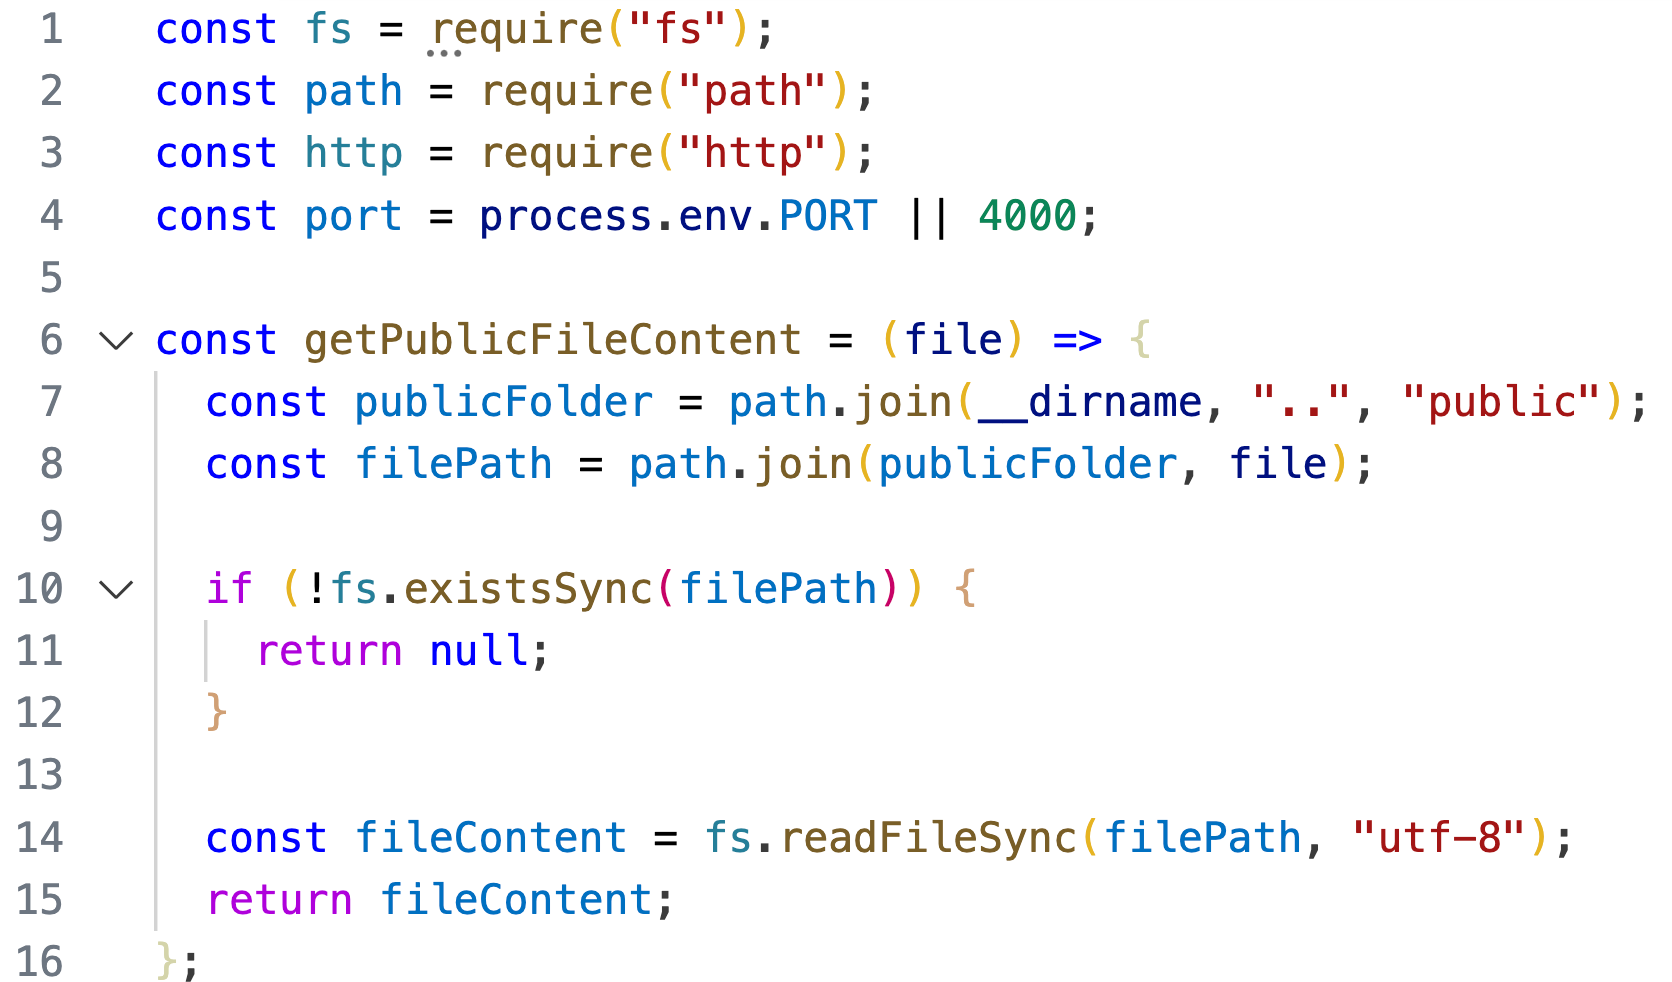 1 const fs = require("fs");
2 const path = require("path");
3 const http = require("http");
4 const port = process.env.PORT || 4000;
5
6 const getPublicFileContent = (file) => {
7   const publicFolder = path.join(__dirname, "..", "public");
8   const filePath = path.join(publicFolder, file);
9
10   if (!fs.existsSync(filePath)) {
11     return null;
12   }
13
14   const fileContent = fs.readFileSync(filePath, "utf-8");
15   return fileContent;
16 };